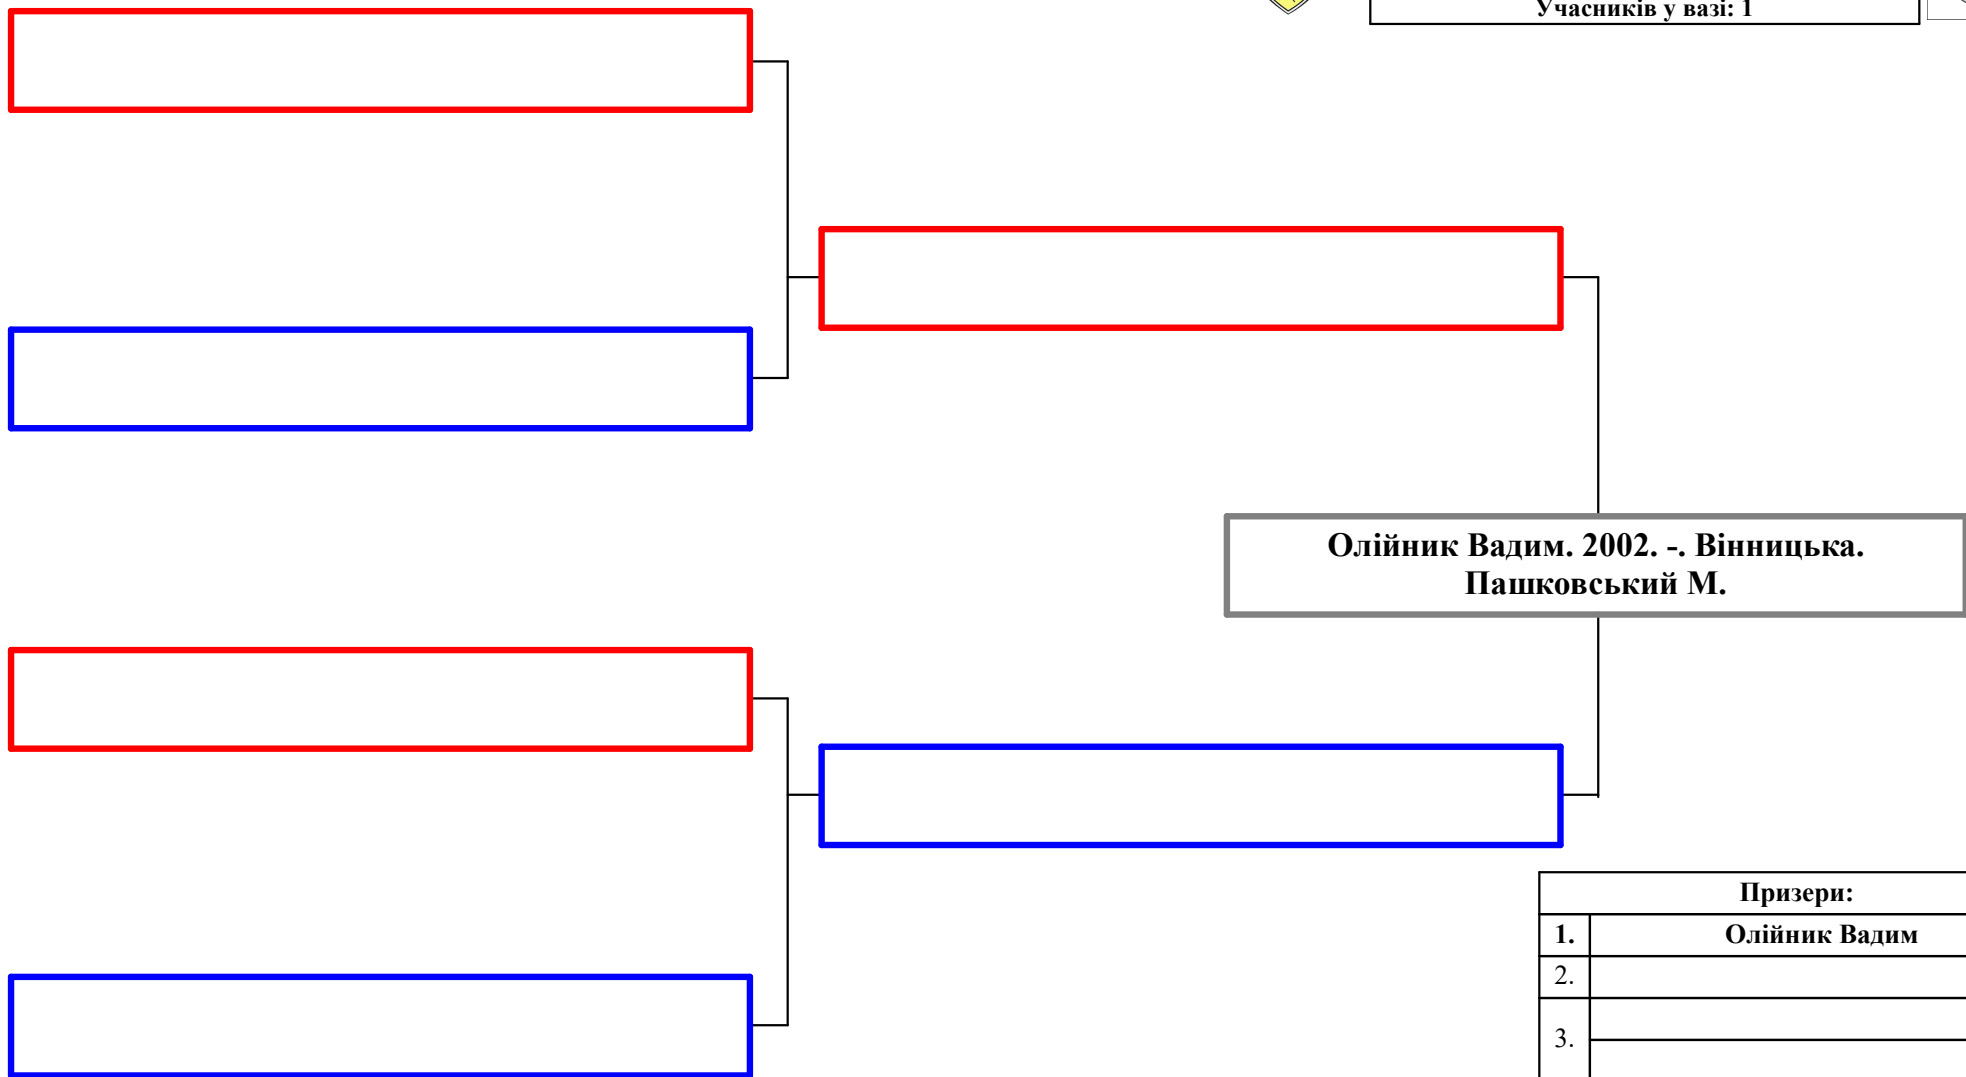 Учасників у вазі: 1
Олійник Вадим. 2002. -. Вінницька.
Пашковський М.
Призери:
1. Олійник Вадим
2.
3.